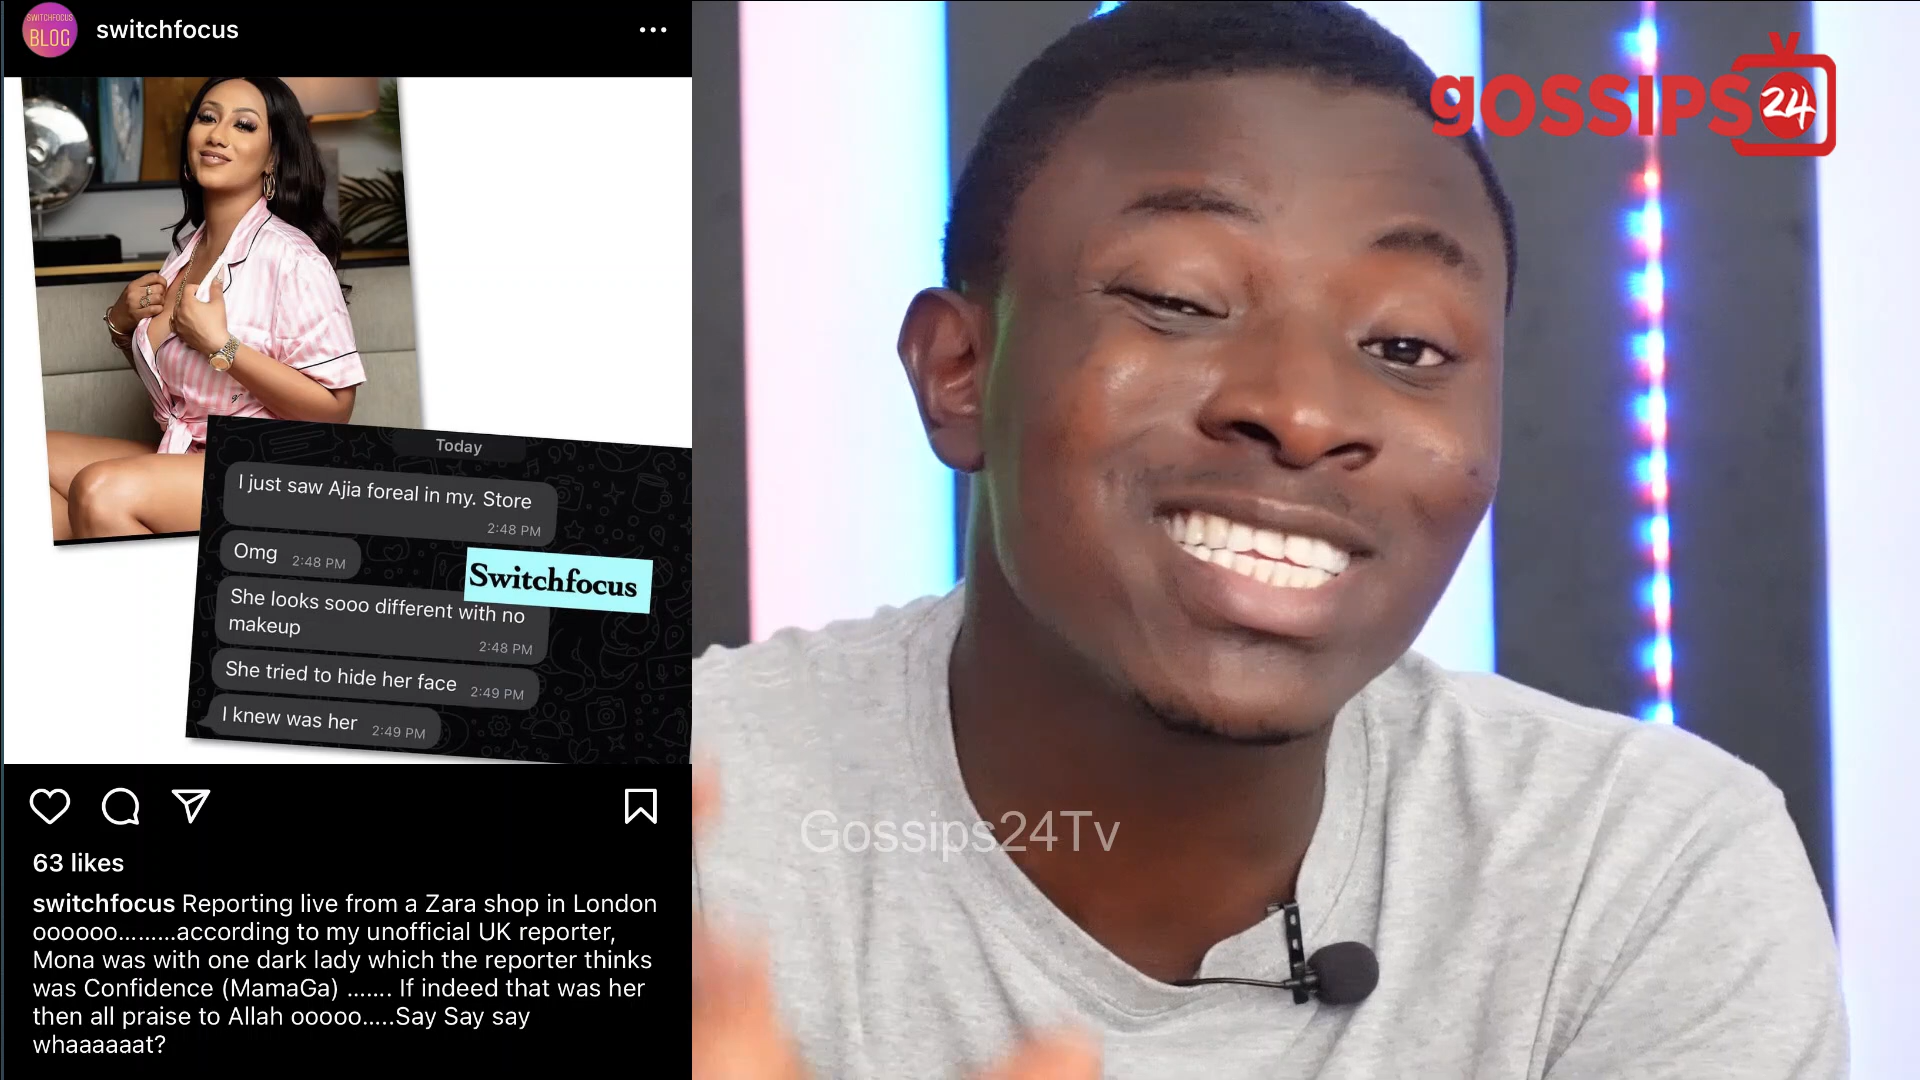 SWITCHFOCUS
BLOG
switchfocus
Today
I just saw Ajia foreal in my. Store
2:48 PM
Omg 2:48 PM
Switchfocus
She looks sooo different with no
makeup
2:48 PM
She tried to hide her face 2:49 PM
I knew was her 2:49 PM
63 likes
switchfocus Reporting live from a Zara shop in London
oooooo.........according to my unofficial UK reporter,
Mona was with one dark lady which the reporter thinks
was Confidence (MamaGa) ....... If indeed that was her
then all praise to Allah ooooo.....Say Say say
whaaaaaat?
gOSSIPS 24
Gossips24Tv